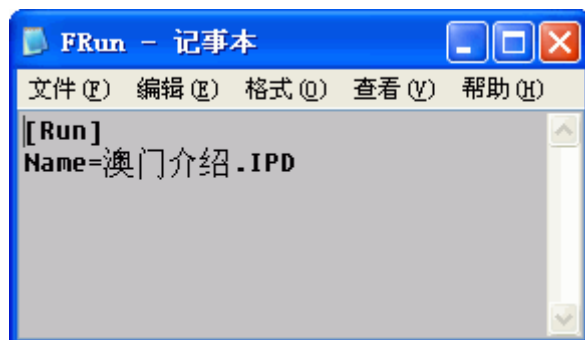 FRun - 记事本
文件(F) 编辑(E) 格式(O) 查看(V) 帮助(H)
[Run]
Name=澳门介绍.IPD